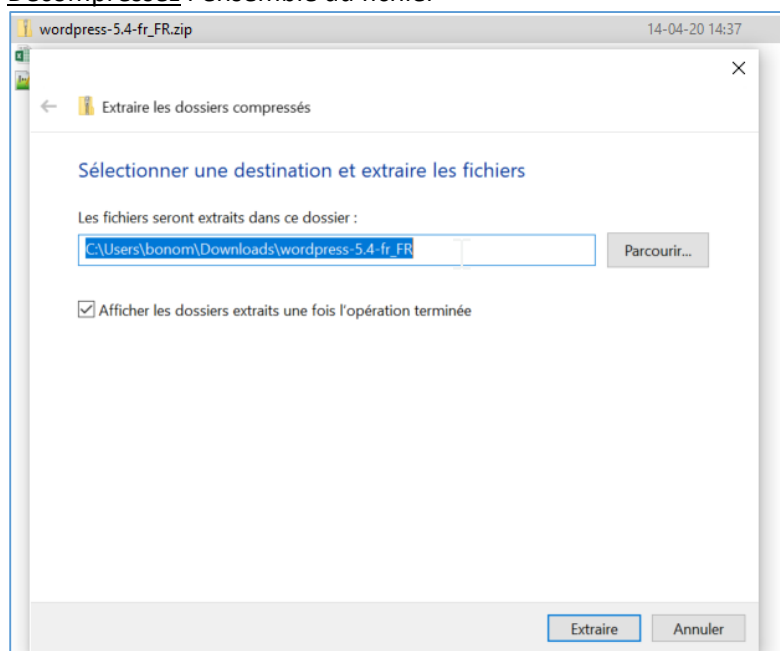 Décompressez l'ensemble du fichier
wordpress-5.4-fr_FR.zip 14-04-20 14:37
Extraire les dossiers compressés
Sélectionner une destination et extraire les fichiers
Les fichiers seront extraits dans ce dossier :
C:\Users\bonom\Downloads\wordpress-5.4-fr_FR
Parcourir...
Afficher les dossiers extraits une fois l'opération terminée
Extraire Annuler